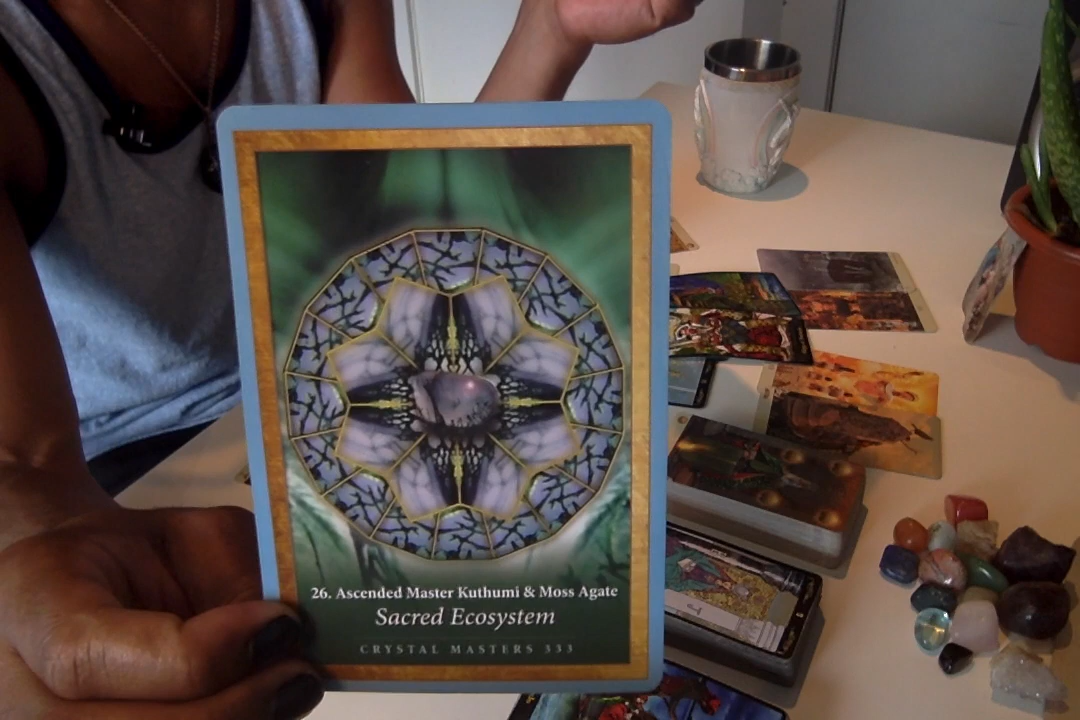 26. Ascended Master Kuthumi & Moss Agate
Sacred Ecosystem
CRYSTAL MASTERS 333